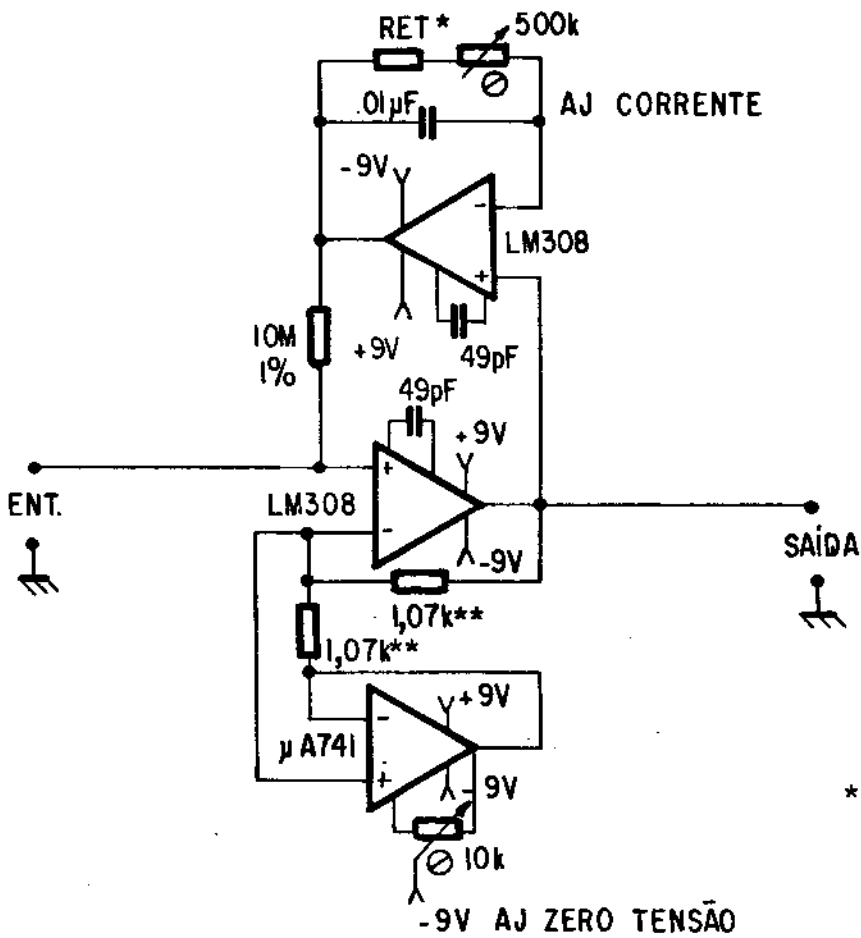 RET*
500k
.01µF
AJ CORRENTE
-9V
-
LM308
+
10M
1%
+9V
49pF
49pF
+9V
+
ENT.
LM308
-
-9V
SAÍDA
1,07k**
1,07k**
+9V
-
µA741
+
-9V
*
10k
-9V AJ ZERO TENSÃO